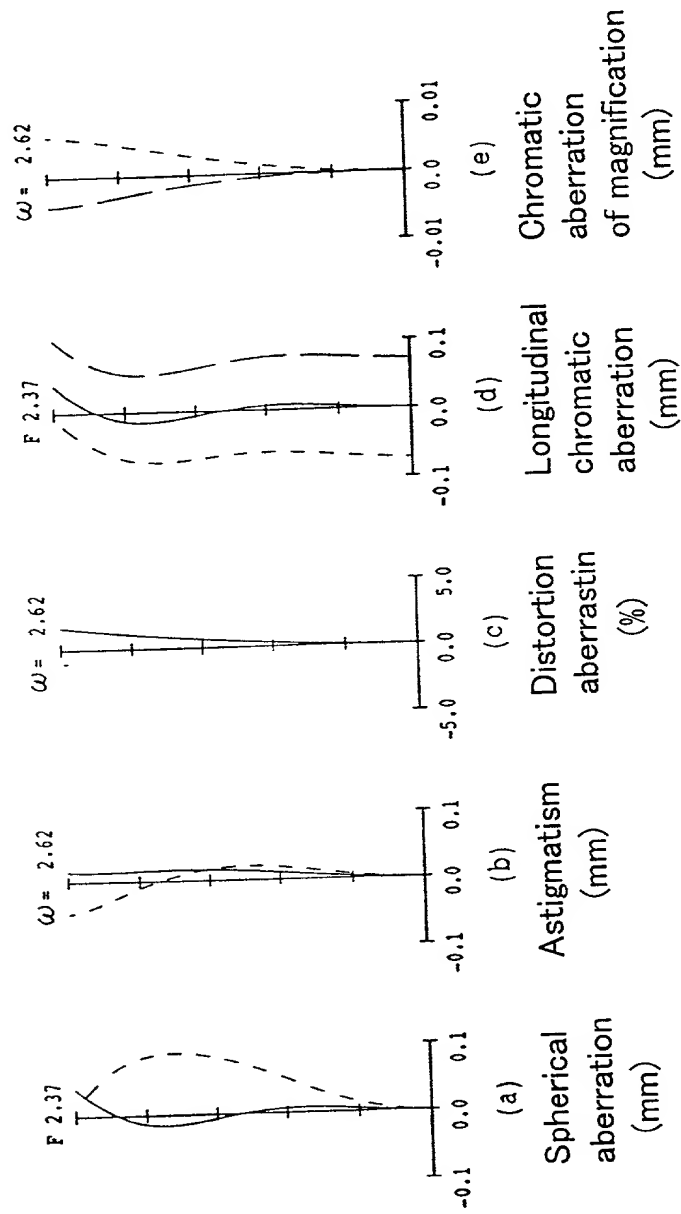 F 2.37
-0.1 0.0 0.1
(a)
Spherical
aberration
(mm)
ω= 2.62
-0.1 0.0 0.1
(b)
Astigmatism
(mm)
ω= 2.62
-5.0 0.0 5.0
(c)
Distortion
aberrastin
(%)
F 2.37
-0.1 0.0 0.1
(d)
Longitudinal
chromatic
aberration
(mm)
ω= 2.62
-0.01 0.0 0.01
(e)
Chromatic
aberration
of magnification
(mm)